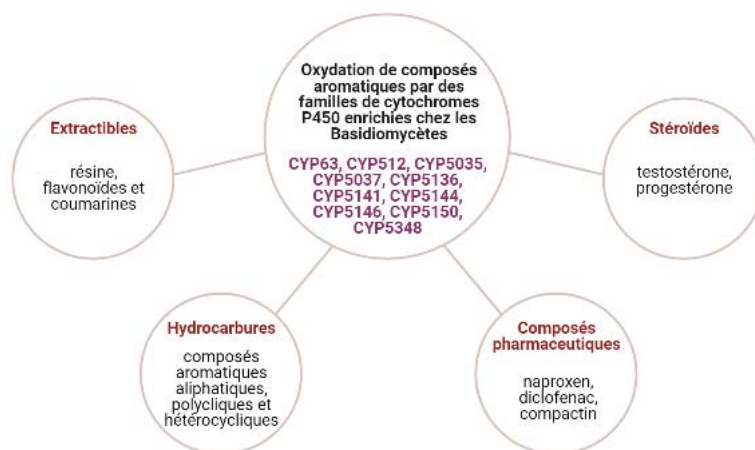 Oxydation de composés
aromatiques par des
familles de cytochromes
P450 enrichies chez les
Basidiomycètes
CYP63, CYP512, CYP5035,
CYP5037, CYP5136,
CYP5141, CYP5144,
CYP5146, CYP5150,
CYP5348
Extractibles
résine,
flavonoïdes et
coumarines
Stéroïdes
testostérone,
progestérone
Hydrocarbures
composés
aromatiques
aliphatiques,
polycliques et
hétérocycliques
Composés
pharmaceutiques
naproxen,
diclofenac,
compactin